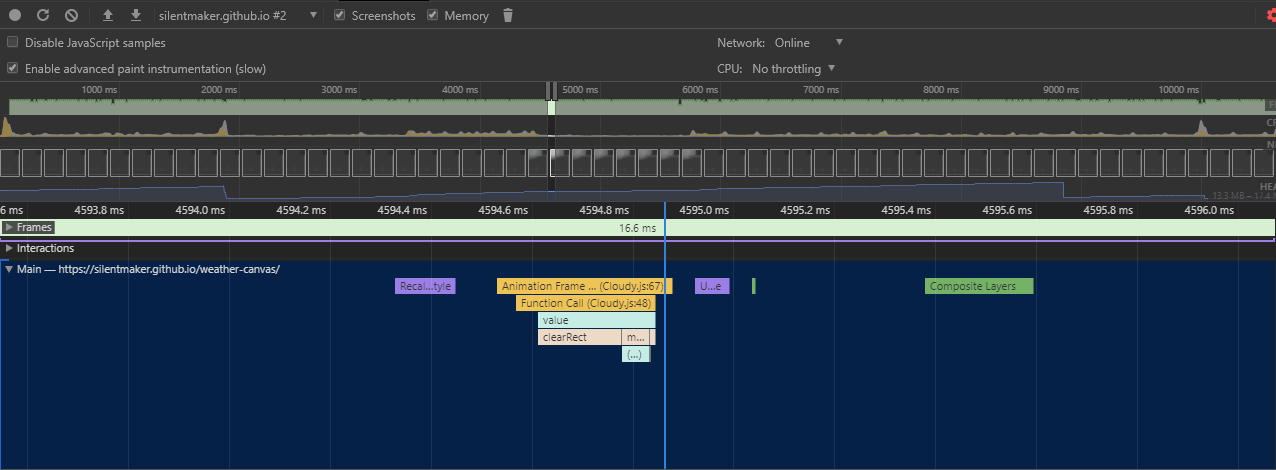 silentmaker.github.io #2 Screenshots Memory
Disable JavaScript samples Network: Online
Enable advanced paint instrumentation (slow) CPU: No throttling
1000 ms 2000 ms 3000 ms 4000 ms 5000 ms 6000 ms 7000 ms 8000 ms 9000 ms 10000 ms
F
CP
NE
HEA
13.3 MB – 17.4
6 ms 4593.8 ms 4594.0 ms 4594.2 ms 4594.4 ms 4594.6 ms 4594.8 ms 4595.0 ms 4595.2 ms 4595.4 ms 4595.6 ms 4595.8 ms 4596.0 ms
Frames 16.6 ms
Interactions
Main — https://silentmaker.github.io/weather-canvas/
Recal...tyle Animation Frame ... (Cloudy.js:67) U...e Composite Layers
Function Call (Cloudy.js:48)
value
clearRect m...
(...)